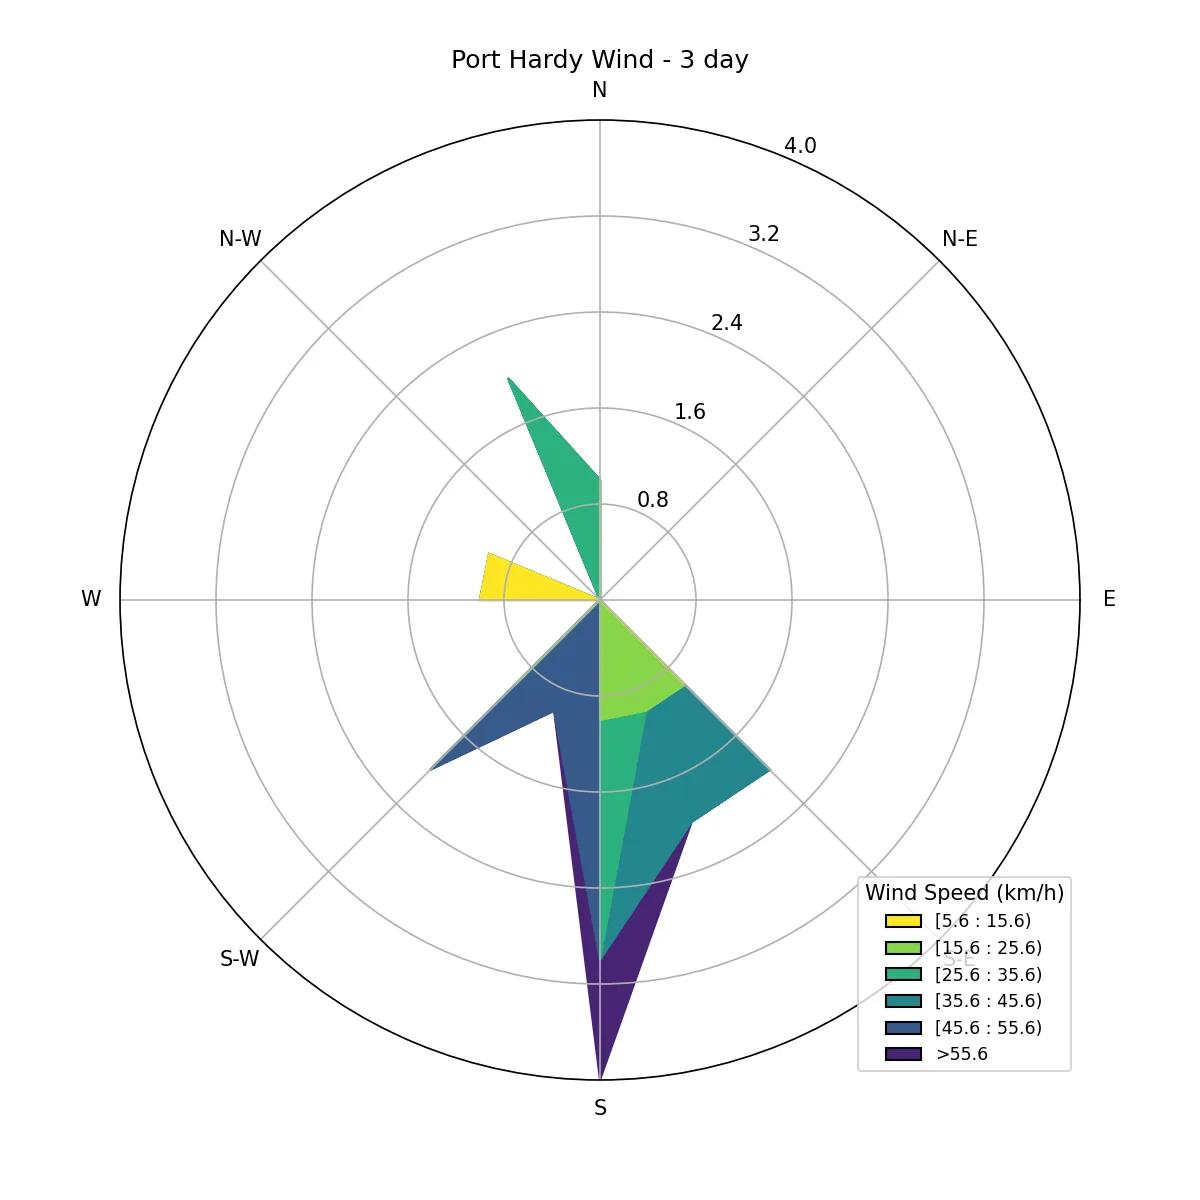 Port Hardy Wind - 3 day
N
4.0
N-W
3.2
N-E
2.4
1.6
0.8
W
E
Wind Speed (km/h)
[5.6 : 15.6)
[15.6 : 25.6)
S-W
S-E
[25.6 : 35.6)
[35.6 : 45.6)
[45.6 : 55.6)
>55.6
S